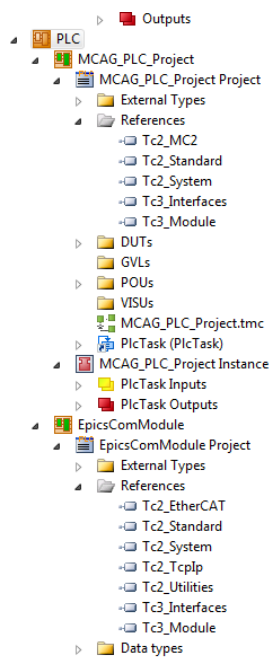 Outputs
PLC
MCAG_PLC_Project
MCAG_PLC_Project Project
External Types
References
Tc2_MC2
Tc2_Standard
Tc2_System
Tc3_Interfaces
Tc3_Module
DUTs
GVLs
POUs
VISUs
MCAG_PLC_Project.tmc
PlcTask (PlcTask)
MCAG_PLC_Project Instance
PlcTask Inputs
PlcTask Outputs
EpicsComModule
EpicsComModule Project
External Types
References
Tc2_EtherCAT
Tc2_Standard
Tc2_System
Tc2_TcpIp
Tc2_Utilities
Tc3_Interfaces
Tc3_Module
Data types